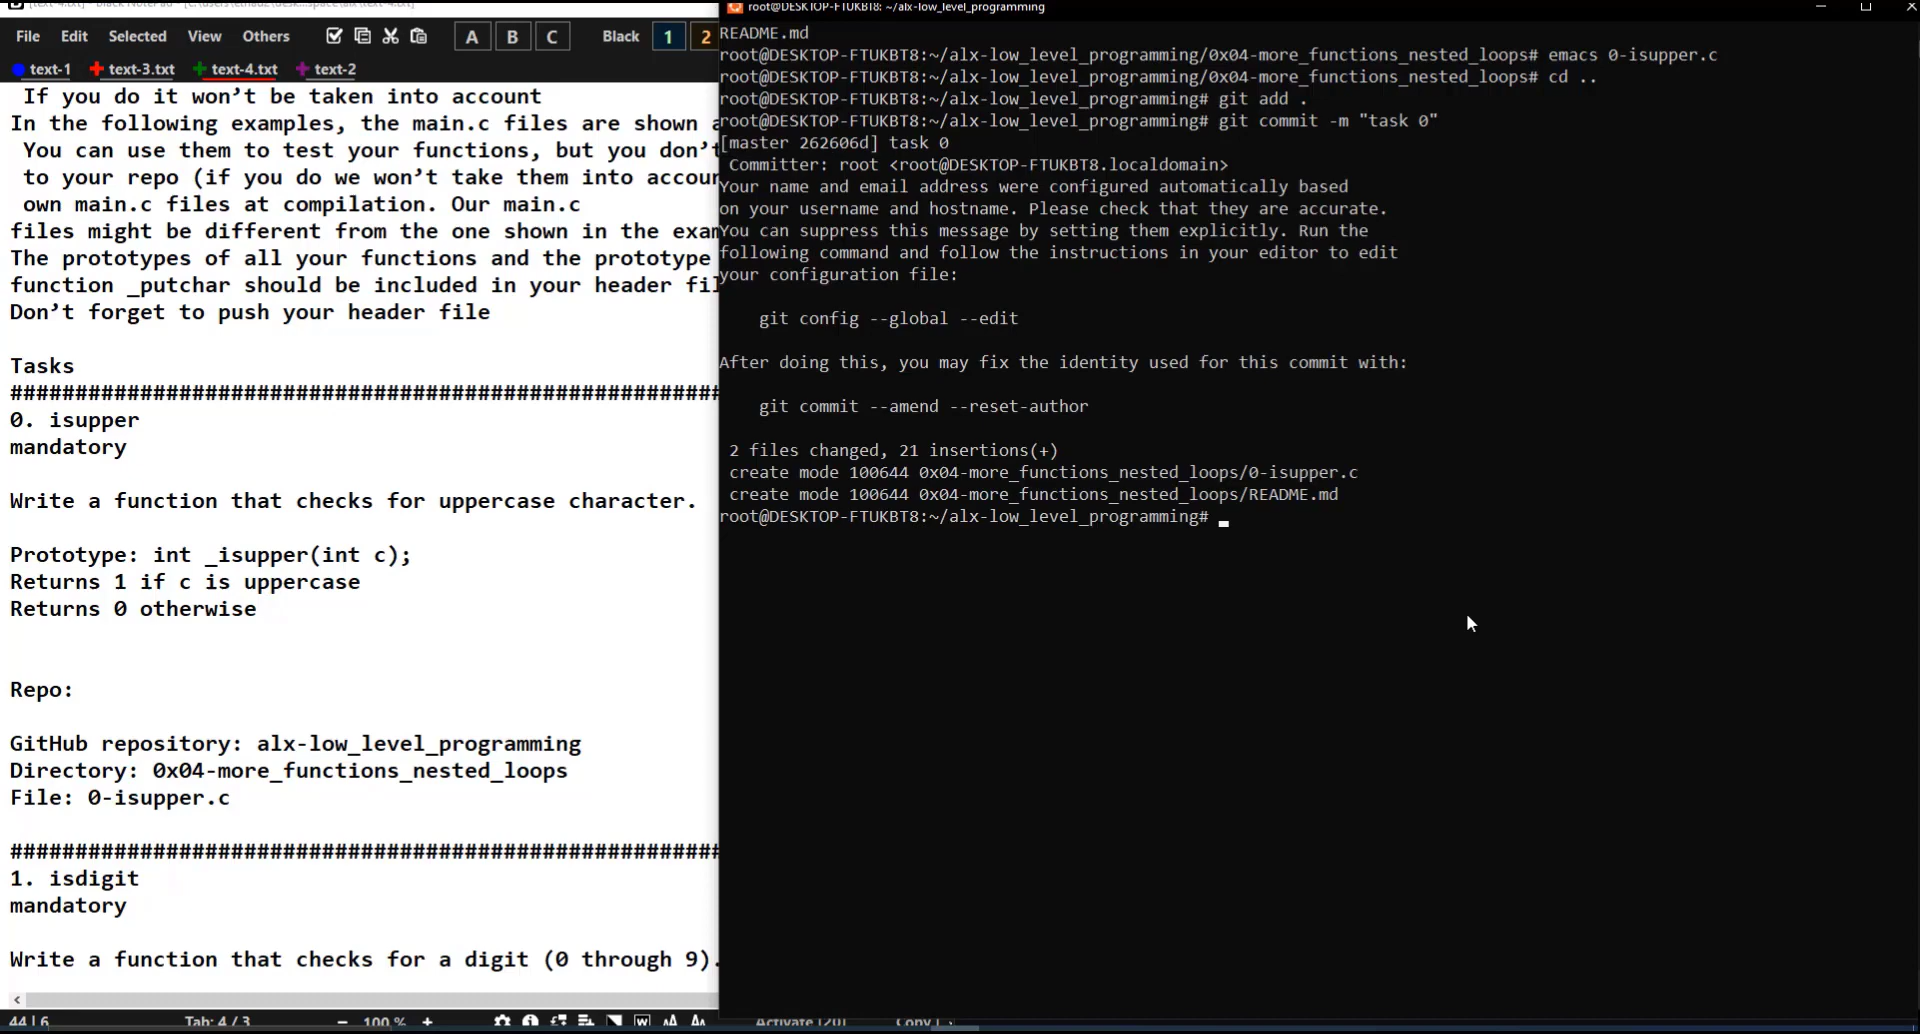 [text-4.txt] - Black NotePad - [C:\users\
File Edit Selected View Others A B C Black 1 2
text-1 text-3.txt text-4.txt text-2
If you do it won’t be taken into account
In the following examples, the main.c files are shown a
You can use them to test your functions, but you don’t
to your repo (if you do we won’t take them into accoun
own main.c files at compilation. Our main.c
files might be different from the one shown in the exam
The prototypes of all your functions and the prototype
function _putchar should be included in your header fil
Don’t forget to push your header file
Tasks
#######################################################
0. isupper
mandatory
Write a function that checks for uppercase character.
Prototype: int _isupper(int c);
Returns 1 if c is uppercase
Returns 0 otherwise
Repo:
GitHub repository: alx-low_level_programming
Directory: 0x04-more_functions_nested_loops
File: 0-isupper.c
#######################################################
1. isdigit
mandatory
Write a function that checks for a digit (0 through 9).
44 | 6 Tab: 4 / 3 100 % Activate [20] Copy
root@DESKTOP-FTUKBT8: ~/alx-low_level_programming
README.md
root@DESKTOP-FTUKBT8:~/alx-low_level_programming/0x04-more_functions_nested_loops# emacs 0-isupper.c
root@DESKTOP-FTUKBT8:~/alx-low_level_programming/0x04-more_functions_nested_loops# cd ..
root@DESKTOP-FTUKBT8:~/alx-low_level_programming# git add .
root@DESKTOP-FTUKBT8:~/alx-low_level_programming# git commit -m "task 0"
[master 262606d] task 0
Committer: root <root@DESKTOP-FTUKBT8.localdomain>
Your name and email address were configured automatically based
on your username and hostname. Please check that they are accurate.
You can suppress this message by setting them explicitly. Run the
following command and follow the instructions in your editor to edit
your configuration file:
git config --global --edit
After doing this, you may fix the identity used for this commit with:
git commit --amend --reset-author
2 files changed, 21 insertions(+)
create mode 100644 0x04-more_functions_nested_loops/0-isupper.c
create mode 100644 0x04-more_functions_nested_loops/README.md
root@DESKTOP-FTUKBT8:~/alx-low_level_programming#